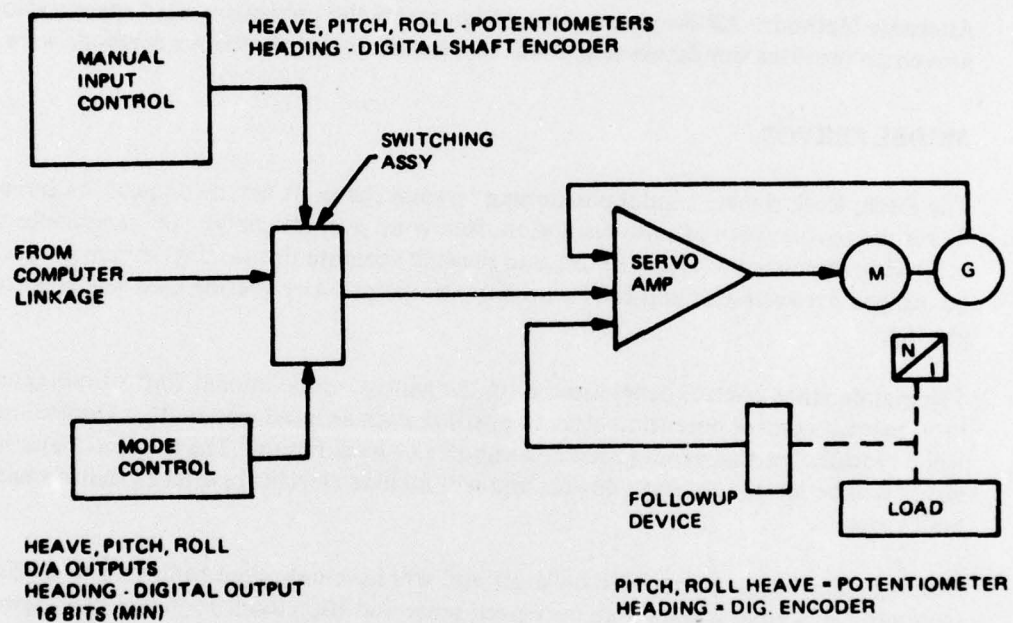 HEAVE, PITCH, ROLL - POTENTIOMETERS
HEADING - DIGITAL SHAFT ENCODER
MANUAL
INPUT
CONTROL
SWITCHING
ASSY
FROM
COMPUTER
LINKAGE
SERVO
AMP
M
G
N
I
MODE
CONTROL
FOLLOWUP
DEVICE
LOAD
HEAVE, PITCH, ROLL
D/A OUTPUTS
HEADING - DIGITAL OUTPUT
16 BITS (MIN)
PITCH, ROLL HEAVE = POTENTIOMETER
HEADING = DIG. ENCODER